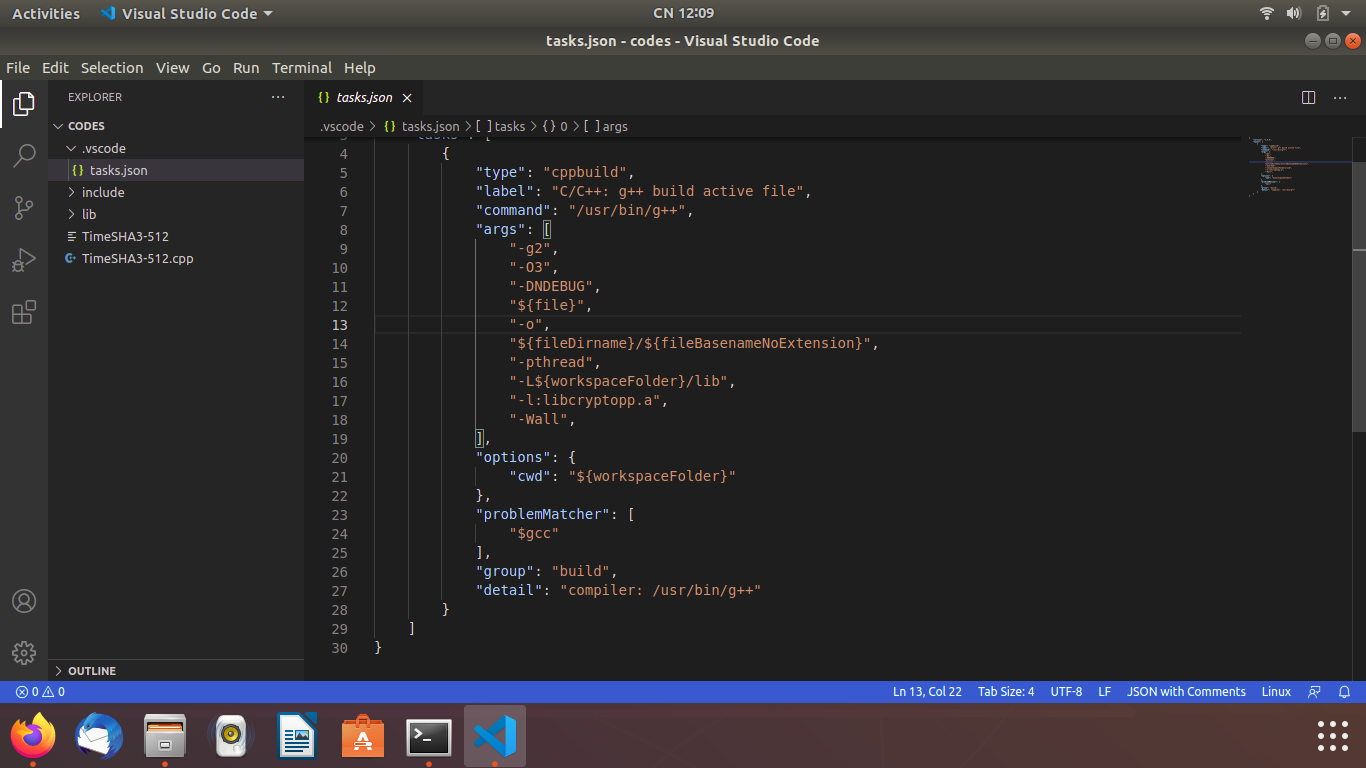 Activities
Visual Studio Code
CN 12:09
tasks.json - codes - Visual Studio Code
File Edit Selection View Go Run Terminal Help
EXPLORER
CODES
.vscode
{} tasks.json
include
lib
TimeSHA3-512
TimeSHA3-512.cpp
OUTLINE
{} tasks.json
.vscode > {} tasks.json > [ ] tasks > {} 0 > [ ] args
4 {
5 "type": "cppbuild",
6 "label": "C/C++: g++ build active file",
7 "command": "/usr/bin/g++",
8 "args": [
9 "-g2",
10 "-O3",
11 "-DNDEBUG",
12 "${file}",
13 "-o",
14 "${fileDirname}/${fileBasenameNoExtension}",
15 "-pthread",
16 "-L${workspaceFolder}/lib",
17 "-l:libcryptopp.a",
18 "-Wall",
19 ],
20 "options": {
21 "cwd": "${workspaceFolder}"
22 },
23 "problemMatcher": [
24 "$gcc"
25 ],
26 "group": "build",
27 "detail": "compiler: /usr/bin/g++"
28 }
29 ]
30 }
0 0
Ln 13, Col 22 Tab Size: 4 UTF-8 LF JSON with Comments Linux